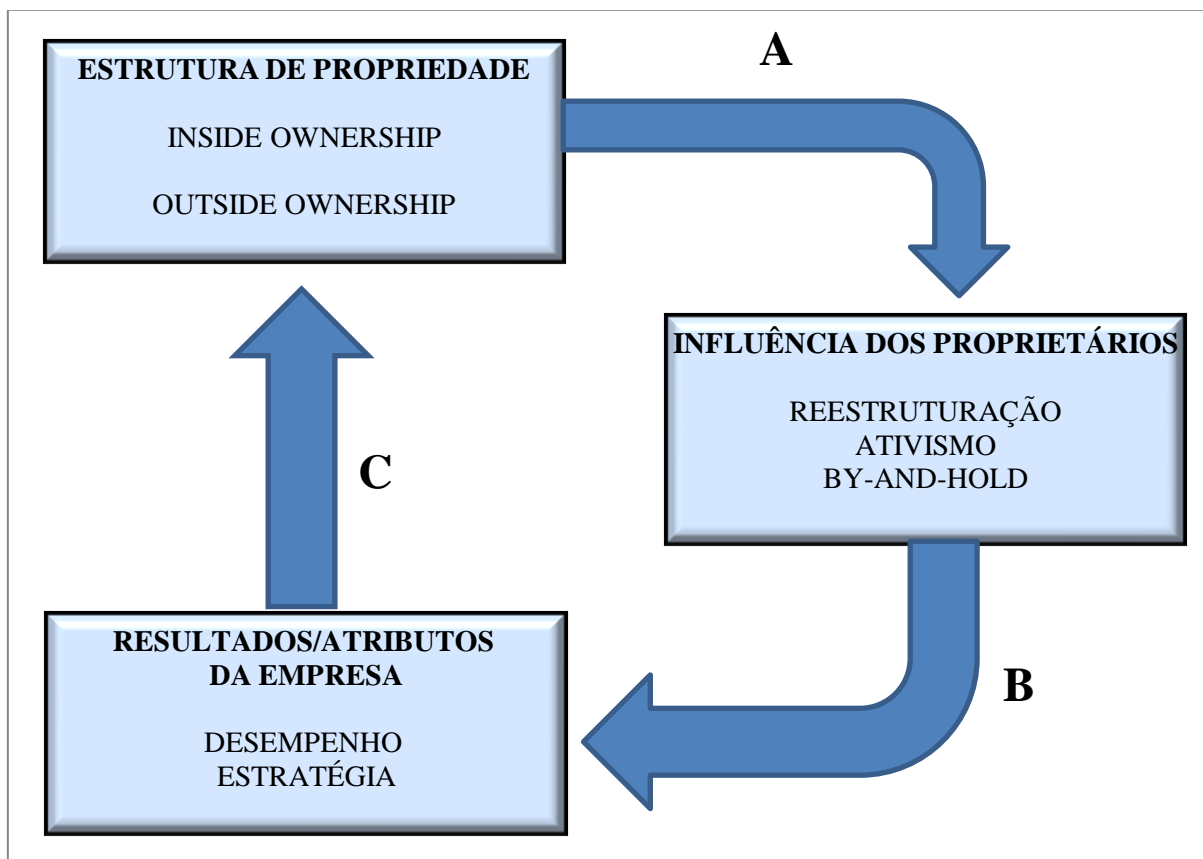 ESTRUTURA DE PROPRIEDADE
INSIDE OWNERSHIP
OUTSIDE OWNERSHIP
A
INFLUÊNCIA DOS PROPRIETÁRIOS
REESTRUTURAÇÃO
ATIVISMO
BY-AND-HOLD
B
RESULTADOS/ATRIBUTOS
DA EMPRESA
DESEMPENHO
ESTRATÉGIA
C